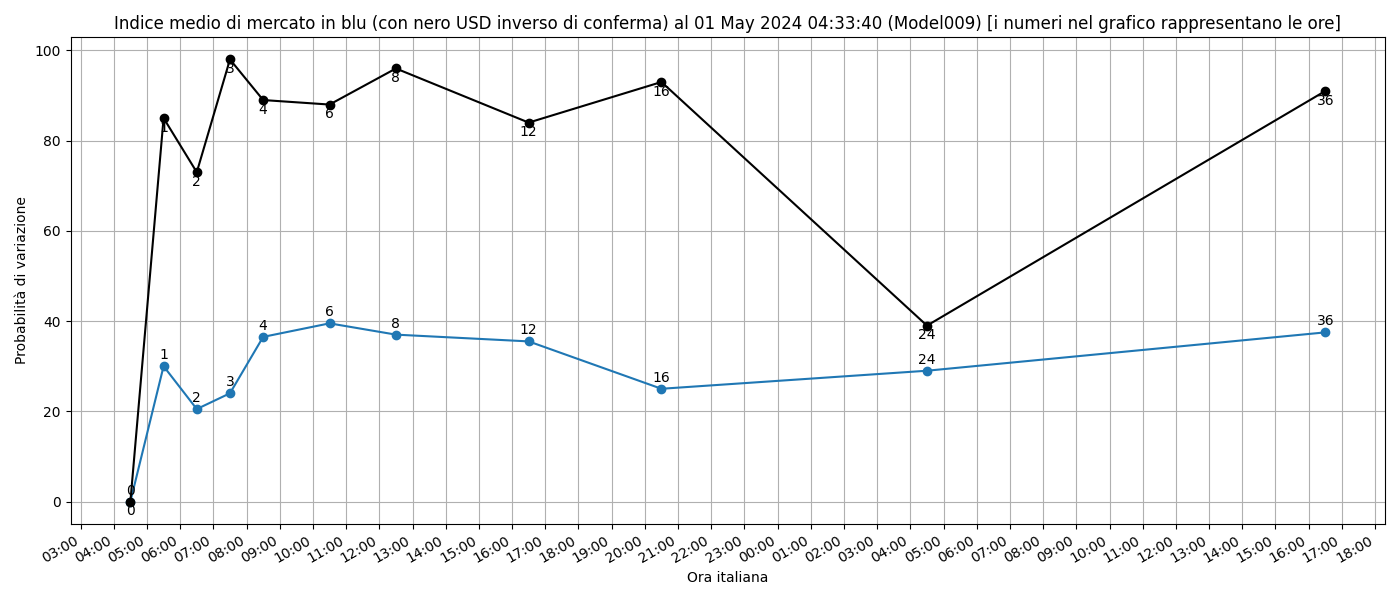 Indice medio di mercato in blu (con nero USD inverso di conferma) al 01 May 2024 04:33:40 (Model009) [i numeri nel grafico rappresentano le ore]
Probabilità di variazione
100
80
60
40
20
0
0 1 2 3 4 6 8 12 16 24 36
0 1 2 3 4 6 8 12 16 24 36
03:00 04:00 05:00 06:00 07:00 08:00 09:00 10:00 11:00 12:00 13:00 14:00 15:00 16:00 17:00 18:00 19:00 20:00 21:00 22:00 23:00 00:00 01:00 02:00 03:00 04:00 05:00 06:00 07:00 08:00 09:00 10:00 11:00 12:00 13:00 14:00 15:00 16:00 17:00 18:00
Ora italiana